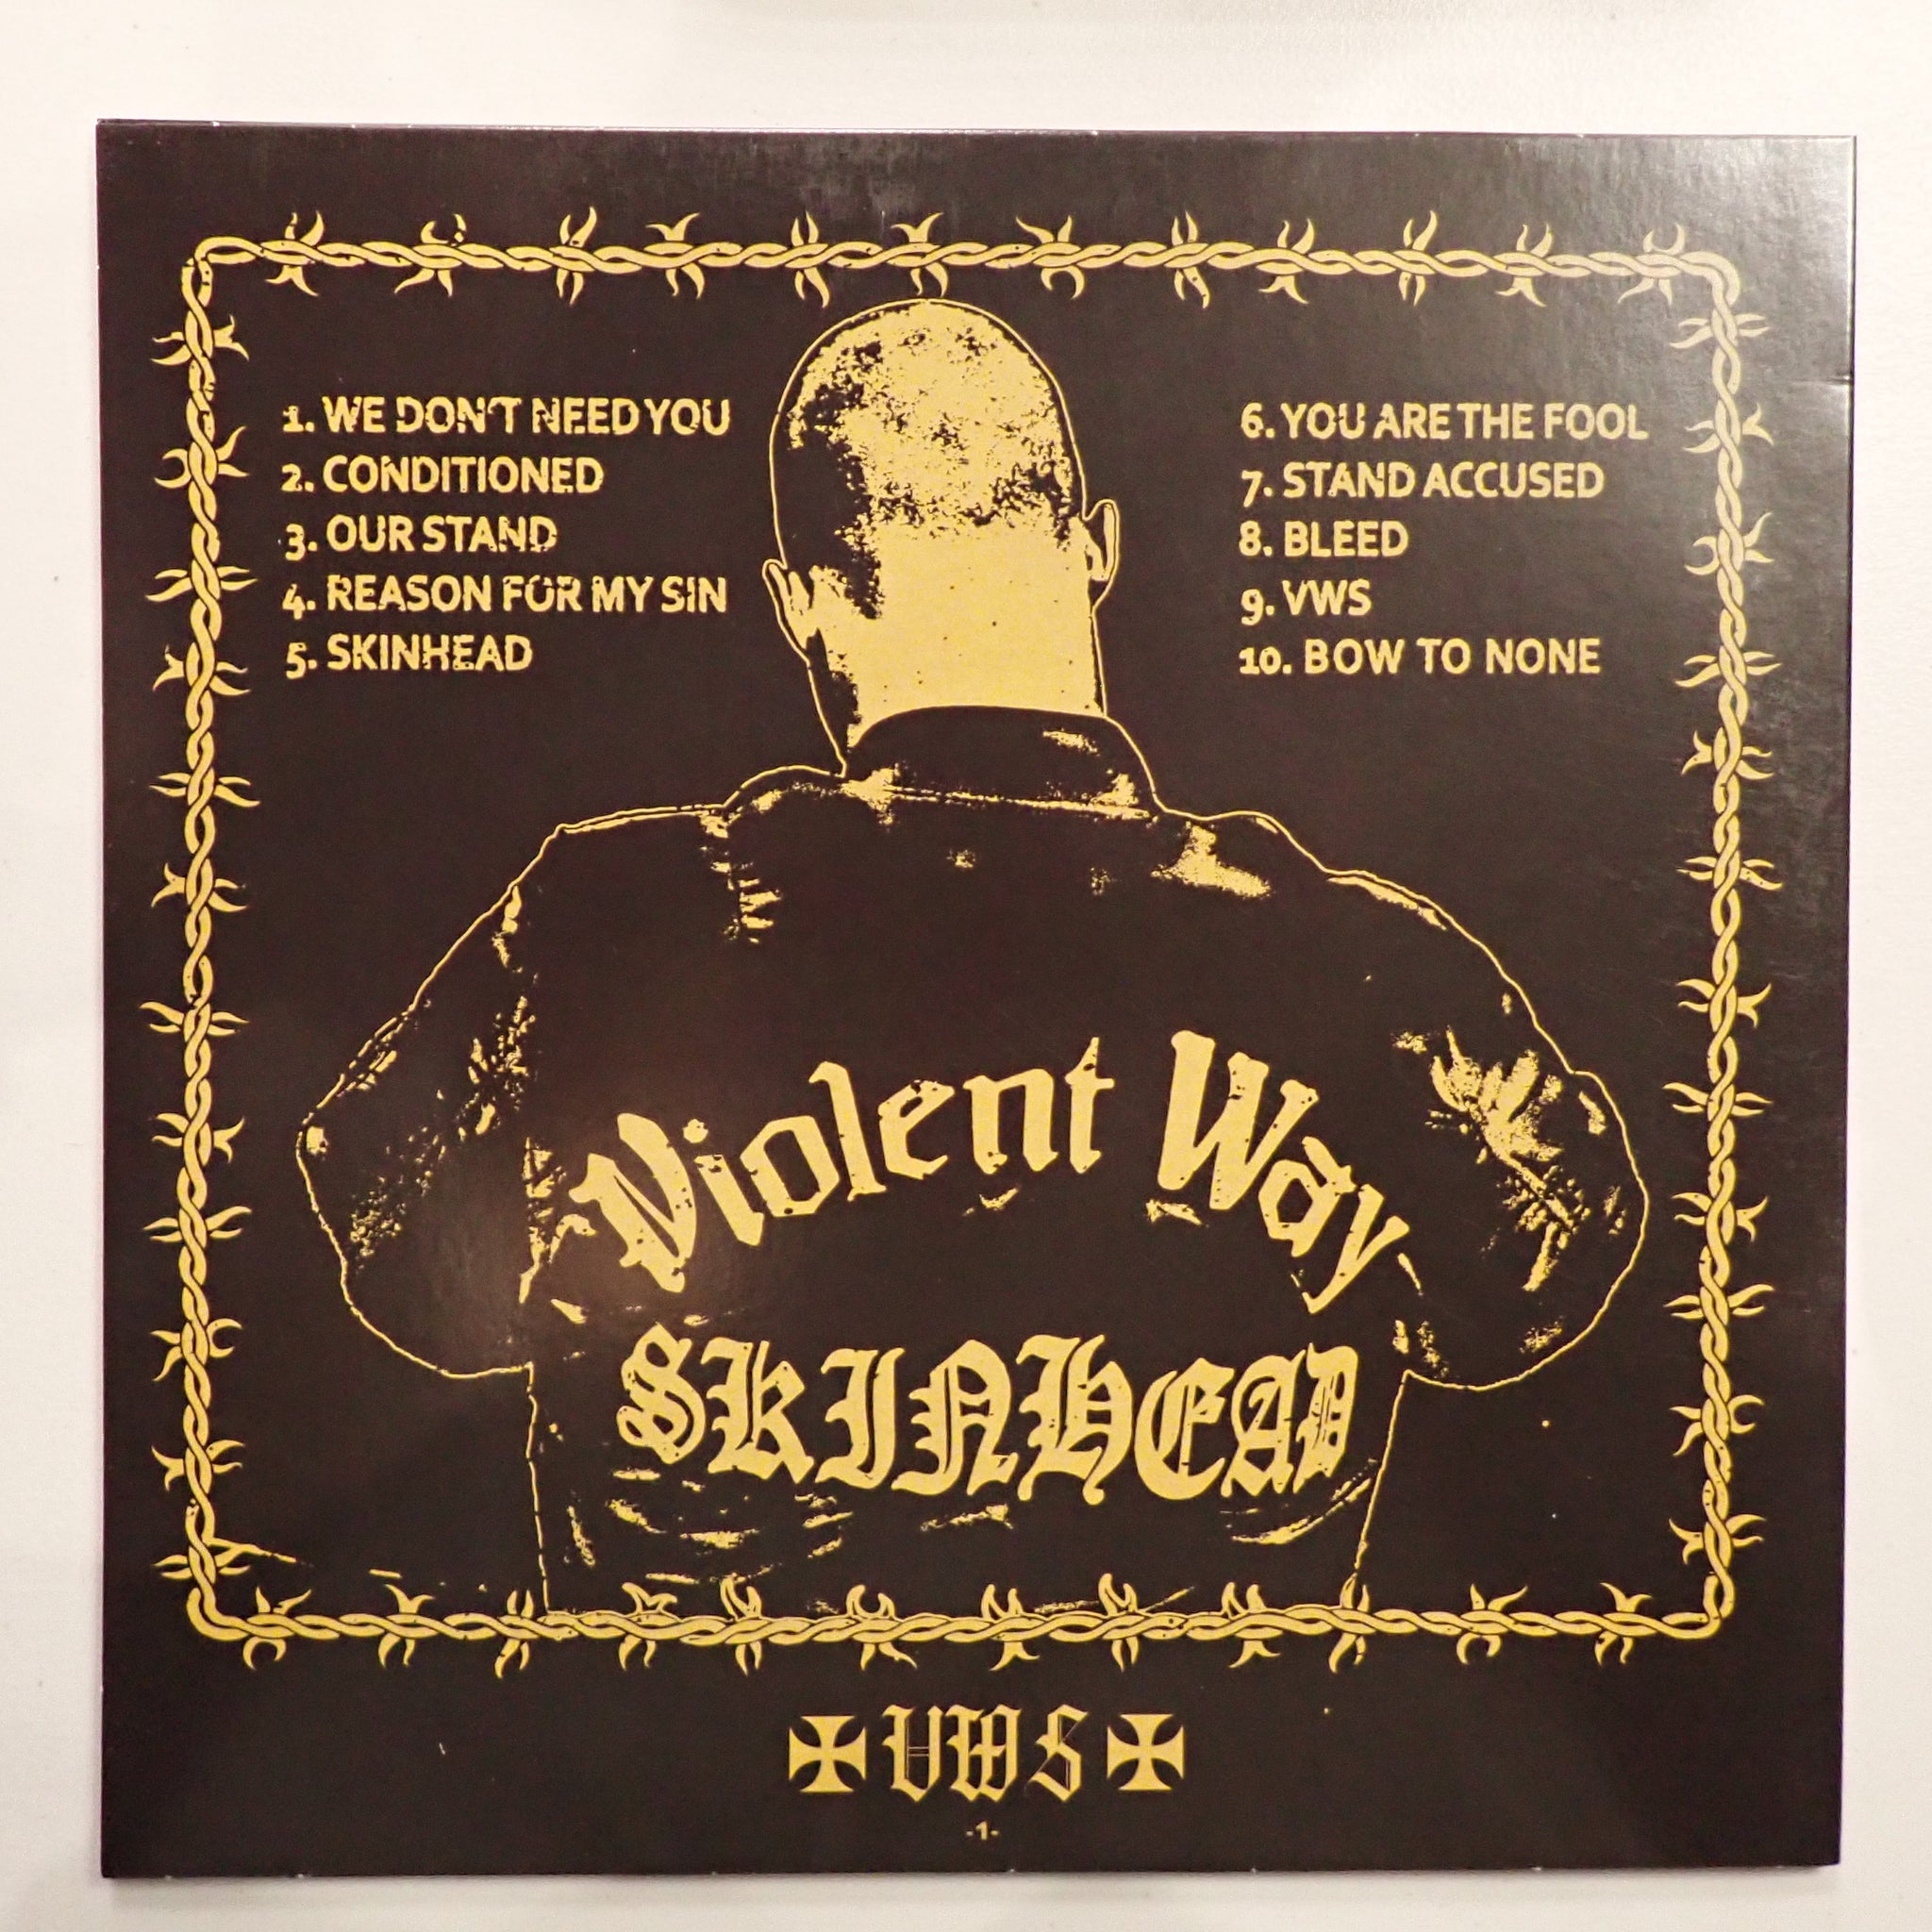 1. WE DON'T NEED YOU
2. CONDITIONED
3. OUR STAND
4. REASON FOR MY SIN
5. SKINHEAD
6. YOU ARE THE FOOL
7. STAND ACCUSED
8. BLEED
9. VWS
10. BOW TO NONE
Violent Way
SKINHEAD
VWS
-1-